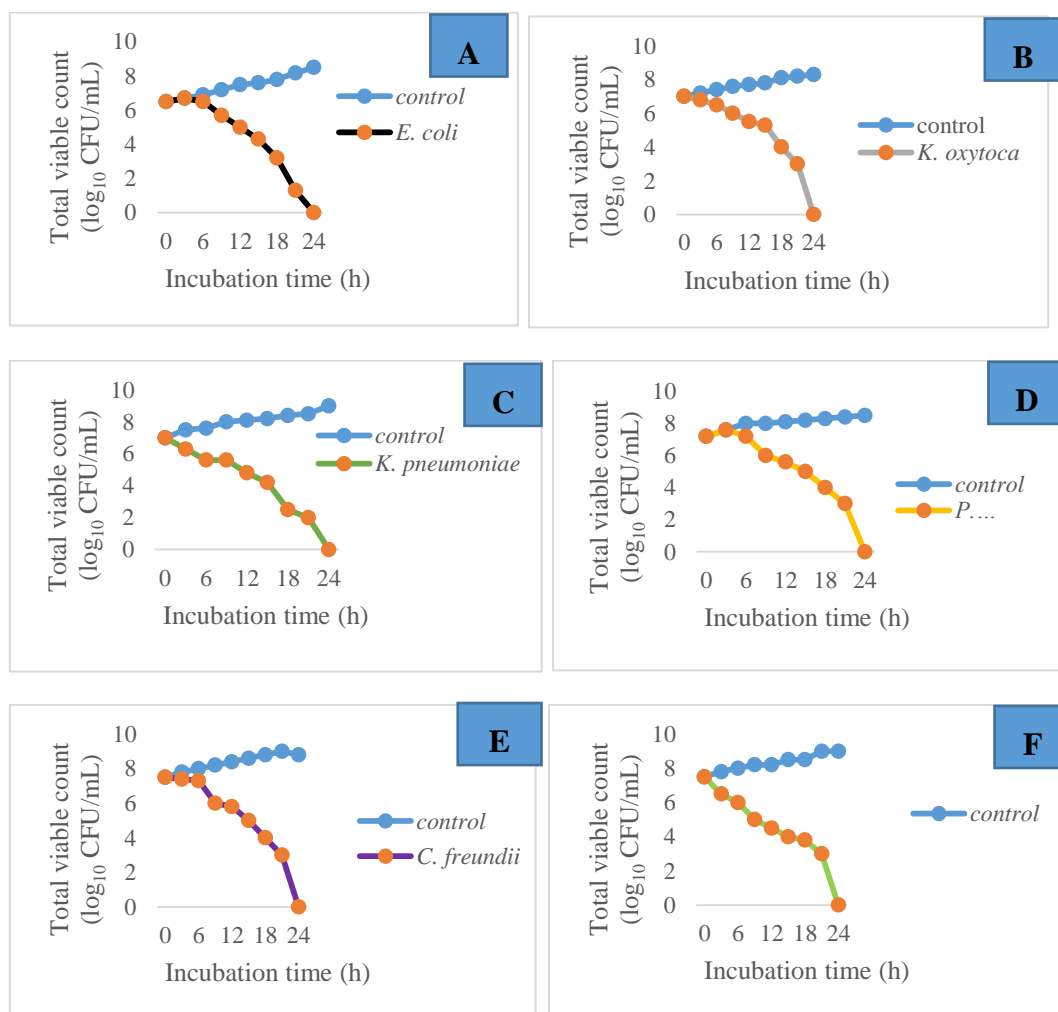 A
Total viable count
(log₁₀ CFU/mL)
10
8
6
4
2
0
0 6 12 18 24
Incubation time (h)
control
E. coli
B
Total viable count
(log₁₀ CFU/mL)
10
8
6
4
2
0
0 6 12 18 24
Incubation time (h)
control
K. oxytoca
C
Total viable count
(log₁₀ CFU/mL)
10
8
6
4
2
0
0 6 12 18 24
Incubation time (h)
control
K. pneumoniae
D
Total viable count
(log₁₀ CFU/mL)
10
8
6
4
2
0
0 6 12 18 24
Incubation time (h)
control
P. ...
E
Total viable count
(log₁₀ CFU/mL)
10
8
6
4
2
0
0 6 12 18 24
Incubation time (h)
control
C. freundii
F
Total viable count
(log₁₀ CFU/mL)
10
8
6
4
2
0
0 6 12 18 24
Incubation time (h)
control